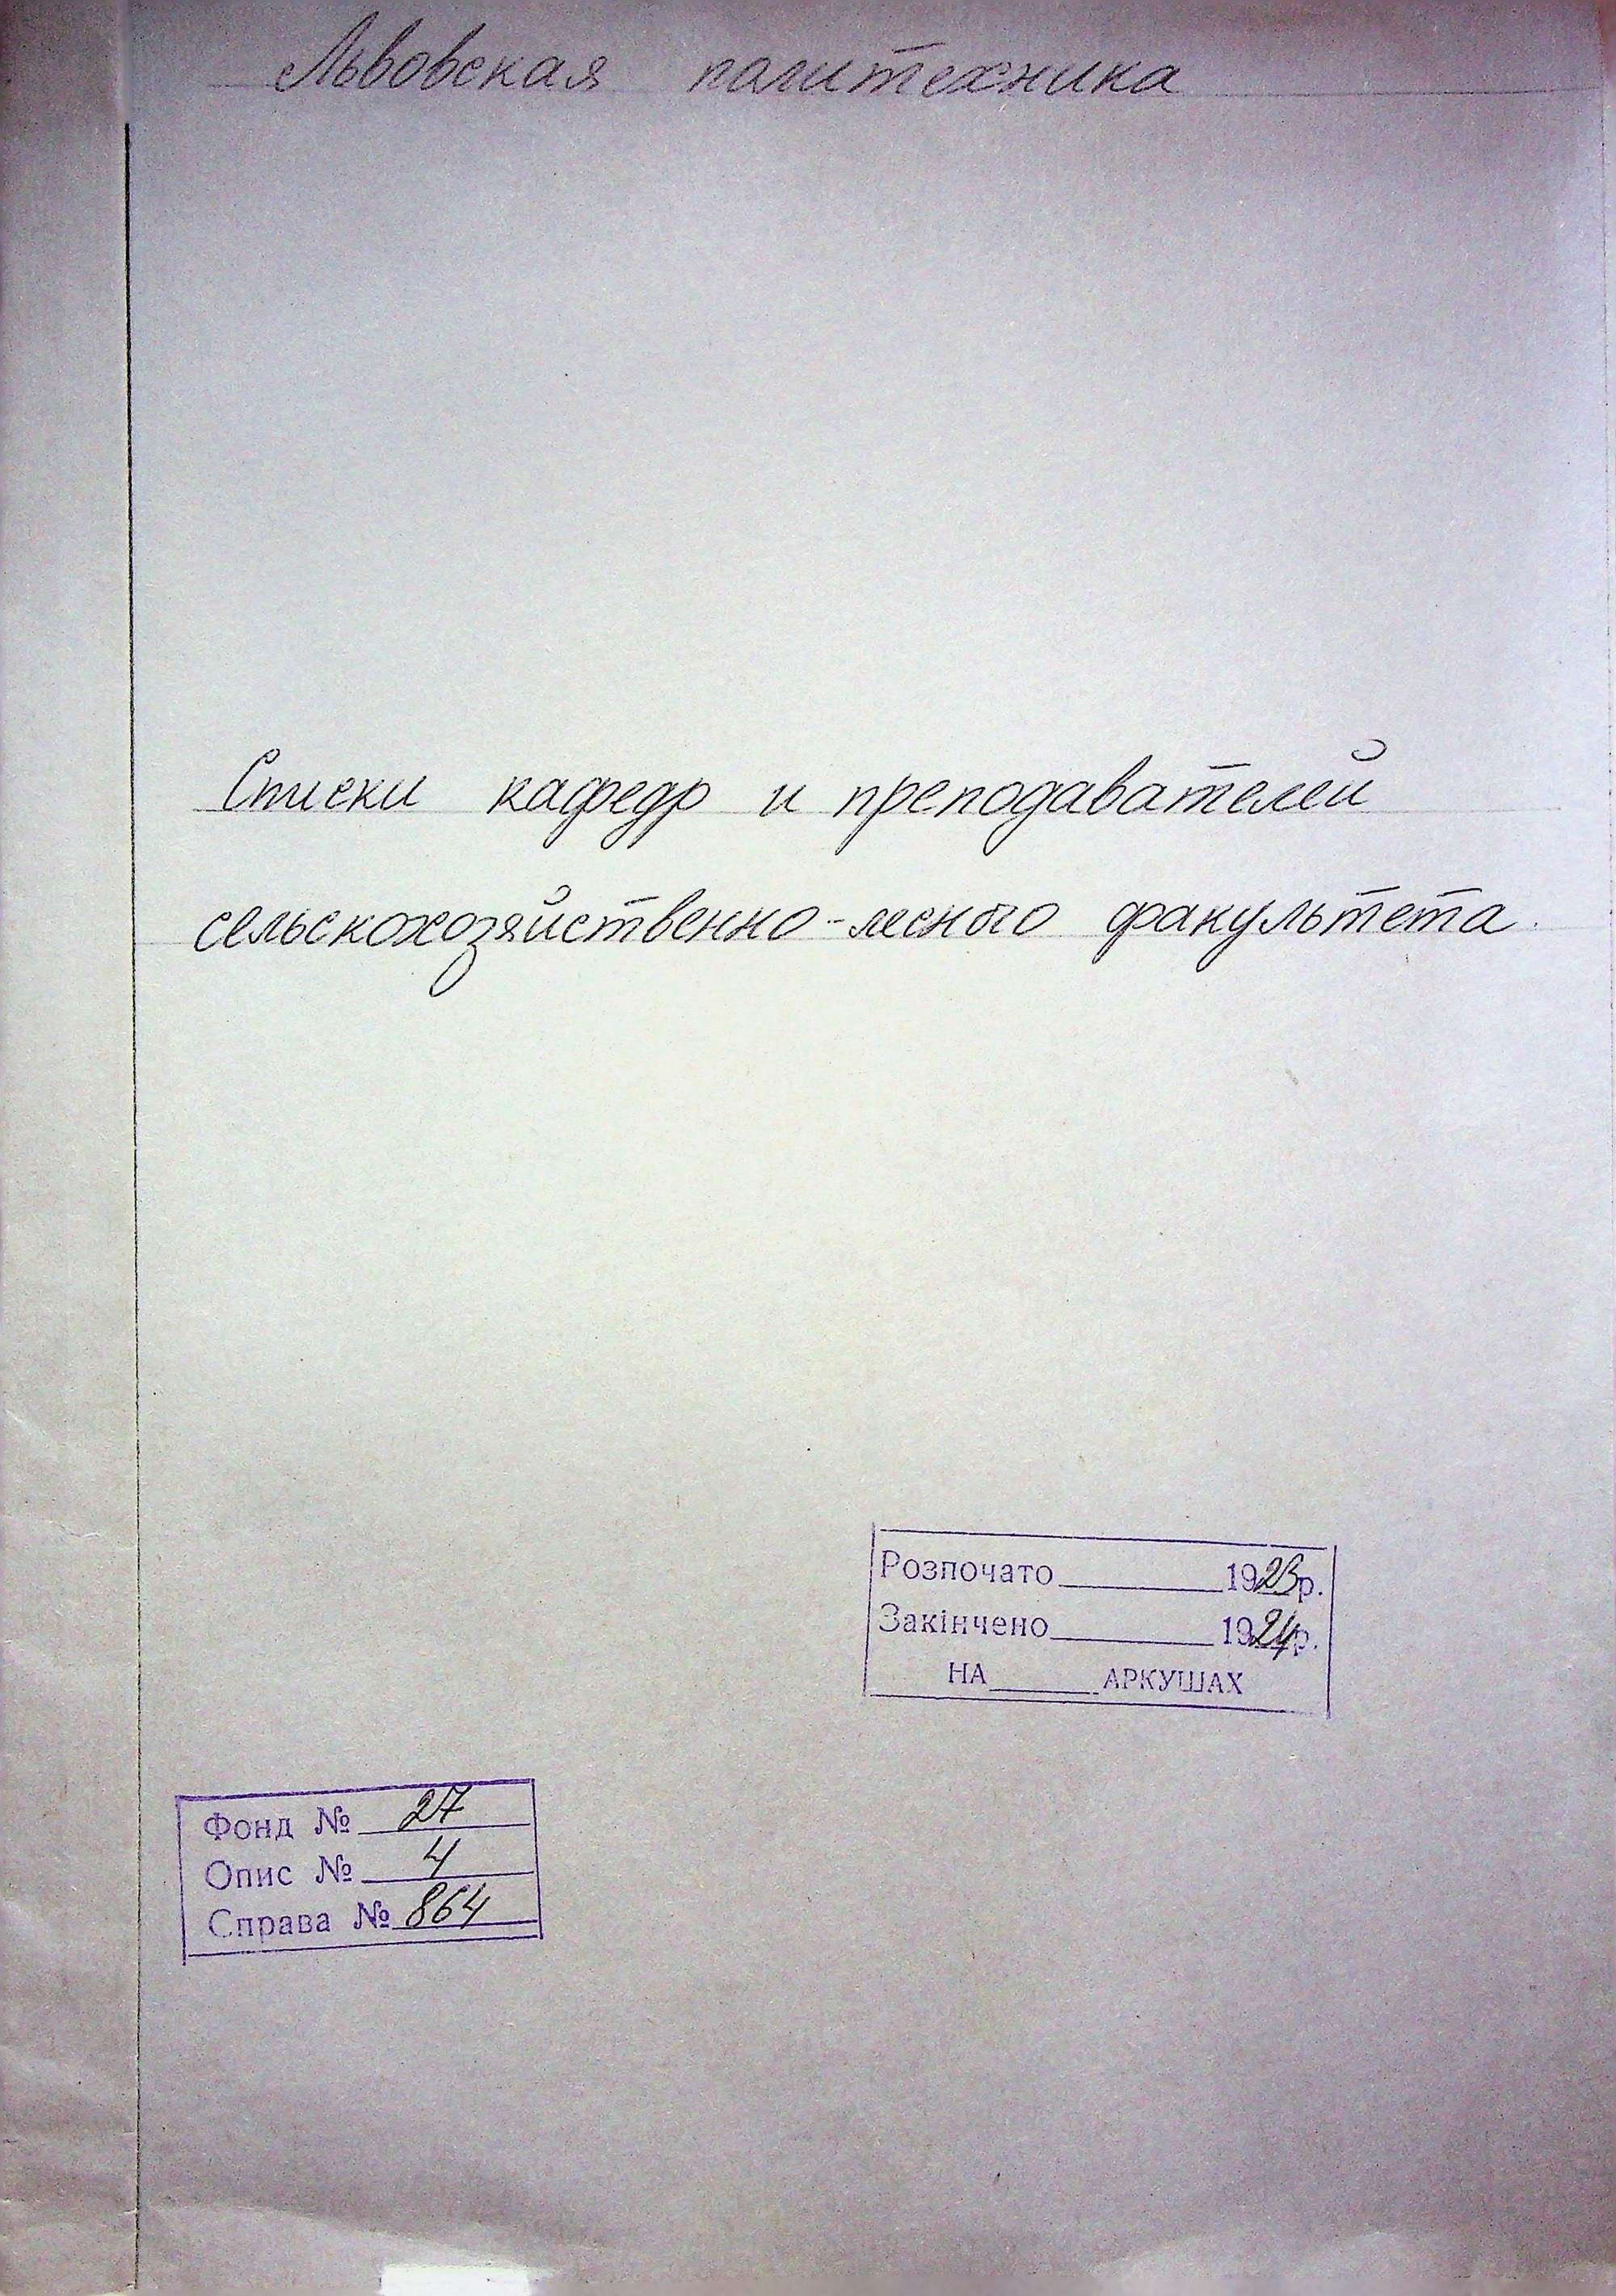 Львовская политехника
Списки кафедр и преподавателей
сельскохозяйственно-лесного факультета.
Розпочато 1923р.
Закінчено 1924р.
НА АРКУШАХ
Фонд № 27
Опис № 4
Справа № 864